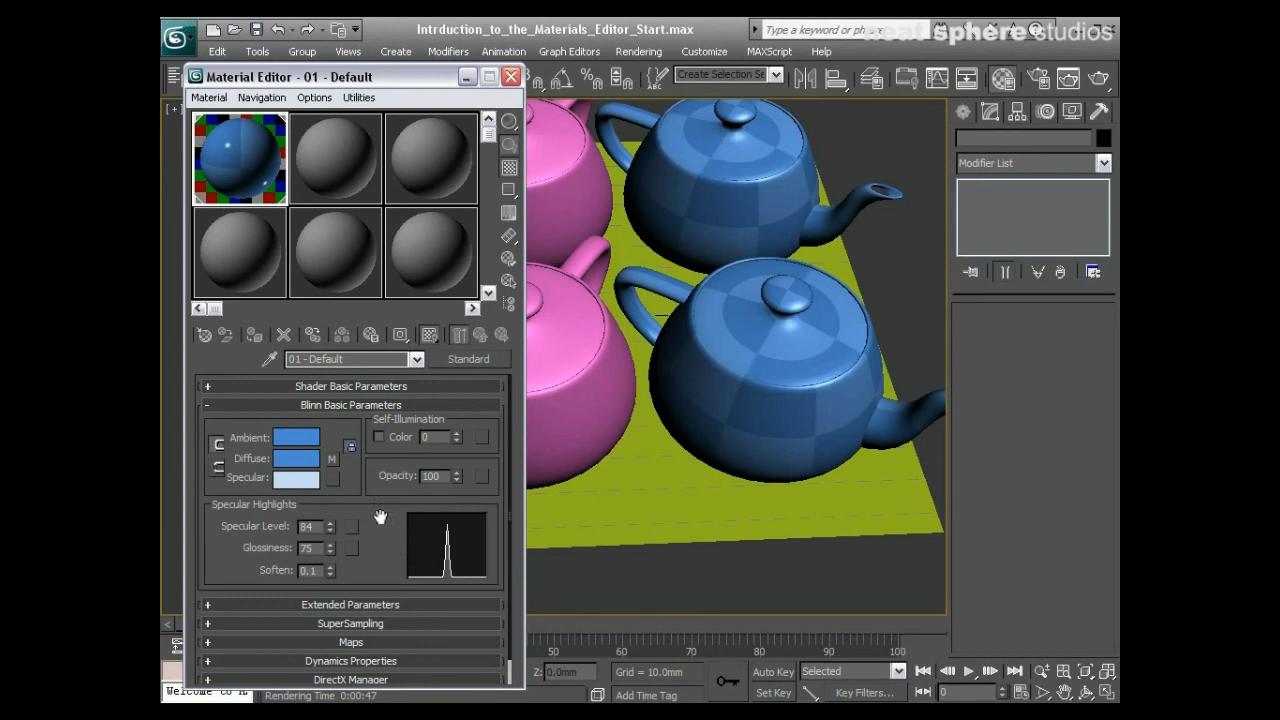 Intrduction_to_the_Materials_Editor_Start.max
Type a keyword or phrase
sphere studios
Edit Tools Group Views Create Modifiers Animation Graph Editors Rendering Customize MAXScript Help
Material Editor - 01 - Default
Create Selection Se
ABC
Material Navigation Options Utilities
[+]
Modifier List
01 - Default
Standard
Shader Basic Parameters
Blinn Basic Parameters
Self-Illumination
Ambient:
Color 0
Diffuse: M
Specular:
Opacity: 100
Specular Highlights
Specular Level: 84
Glossiness: 75
Soften: 0.1
Extended Parameters
SuperSampling
Maps
Dynamics Properties
DirectX Manager
50 60 70 80 90 100
Z: 0.0mm Grid = 10.0mm Auto Key Selected
Add Time Tag Set Key Key Filters... 0
Welcome to M
Rendering Time 0:00:47